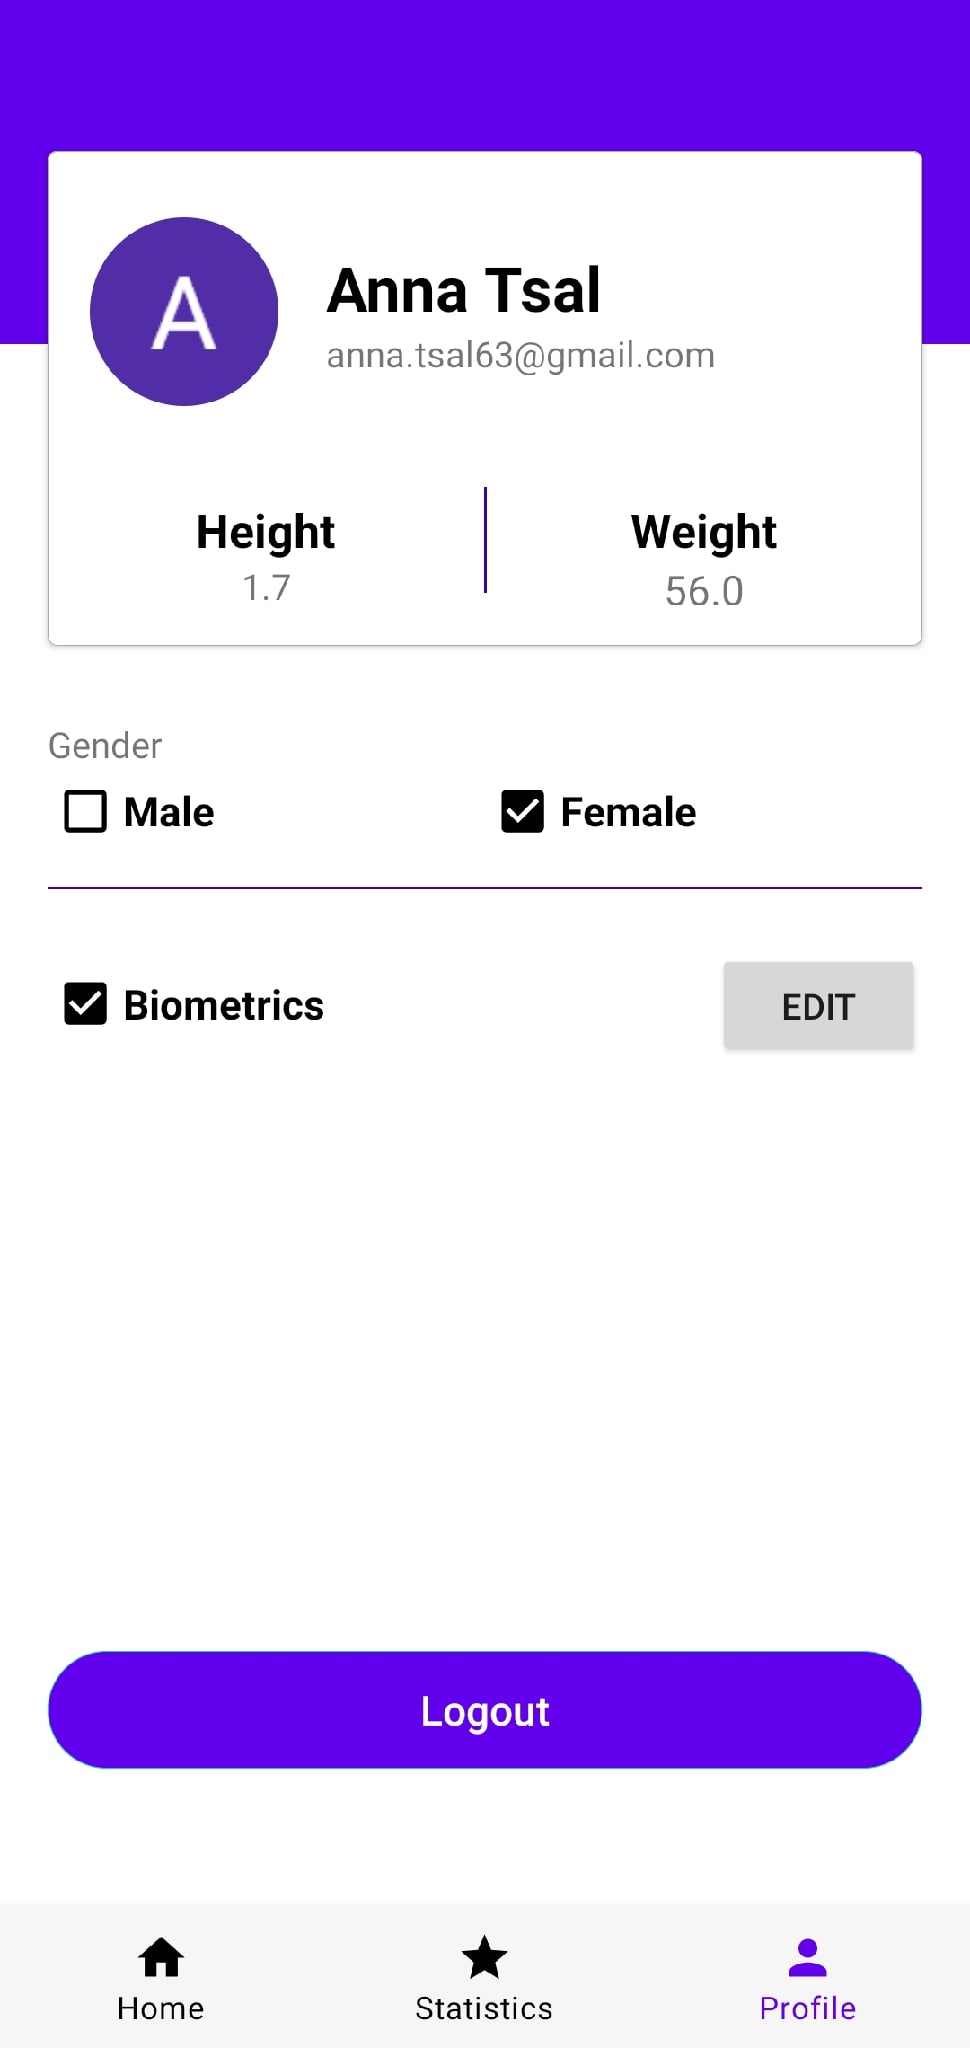 A
Anna Tsal
anna.tsal63@gmail.com
Height Weight
1.7 56.0
Gender
Male Female
Biometrics EDIT
Logout
Home Statistics Profile